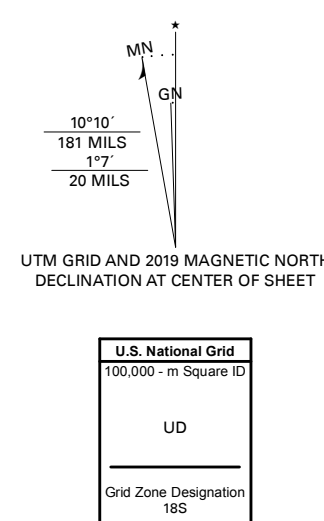 ★
MN
GN
10°10´
181 MILS
1°7´
20 MILS
UTM GRID AND 2019 MAGNETIC NORTH
DECLINATION AT CENTER OF SHEET
U.S. National Grid
100,000 - m Square ID
UD
Grid Zone Designation
18S